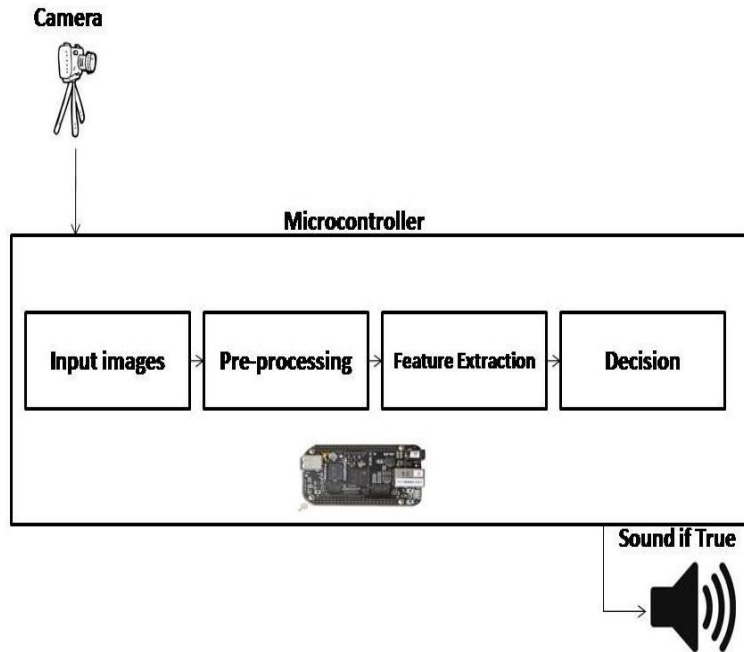 Camera
Microcontroller
Input images
Pre-processing
Feature Extraction
Decision
Sound if True